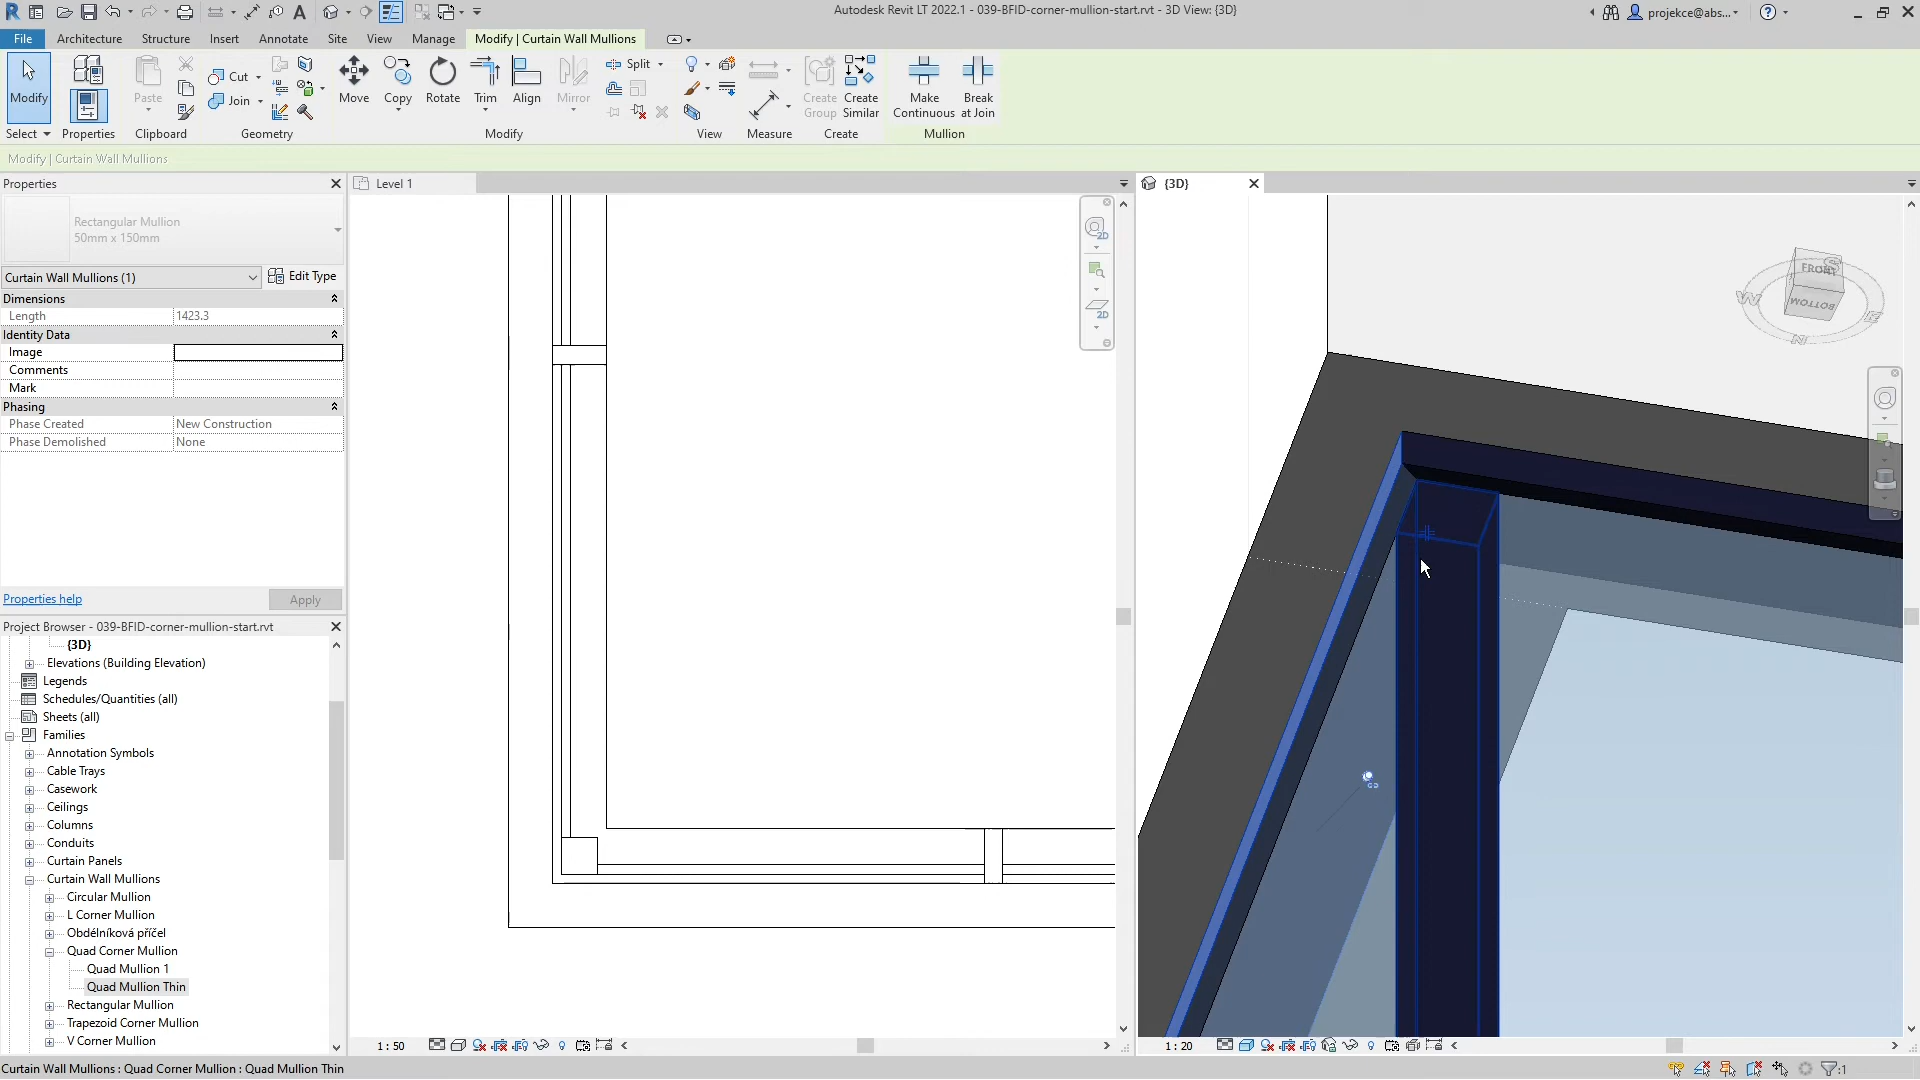 Autodesk Revit LT 2022.1 - 039-BFID-corner-mullion-start.rvt - 3D View: {3D}
projekce@abs...
File
Architecture
Structure
Insert
Annotate
Site
View
Manage
Modify | Curtain Wall Mullions
Modify
Paste
Cut
Join
Move
Copy
Rotate
Trim
Align
Mirror
Split
Create Group
Create Similar
Make Continuous
Break at Join
Select
Properties
Clipboard
Geometry
Modify
View
Measure
Create
Mullion
Modify | Curtain Wall Mullions
Properties
Level 1
{3D}
Rectangular Mullion
50mm x 150mm
Curtain Wall Mullions (1)
Edit Type
Dimensions
Length 1423.3
Identity Data
Image
Comments
Mark
Phasing
Phase Created New Construction
Phase Demolished None
Properties help
Apply
2D
2D
FRONT
BOTTOM
S
W
E
N
Project Browser - 039-BFID-corner-mullion-start.rvt
{3D}
Elevations (Building Elevation)
Legends
Schedules/Quantities (all)
Sheets (all)
Families
Annotation Symbols
Cable Trays
Casework
Ceilings
Columns
Conduits
Curtain Panels
Curtain Wall Mullions
Circular Mullion
L Corner Mullion
Obdélníková příčel
Quad Corner Mullion
Quad Mullion 1
Quad Mullion Thin
Rectangular Mullion
Trapezoid Corner Mullion
V Corner Mullion
1 : 50
1 : 20
Curtain Wall Mullions : Quad Corner Mullion : Quad Mullion Thin
:1